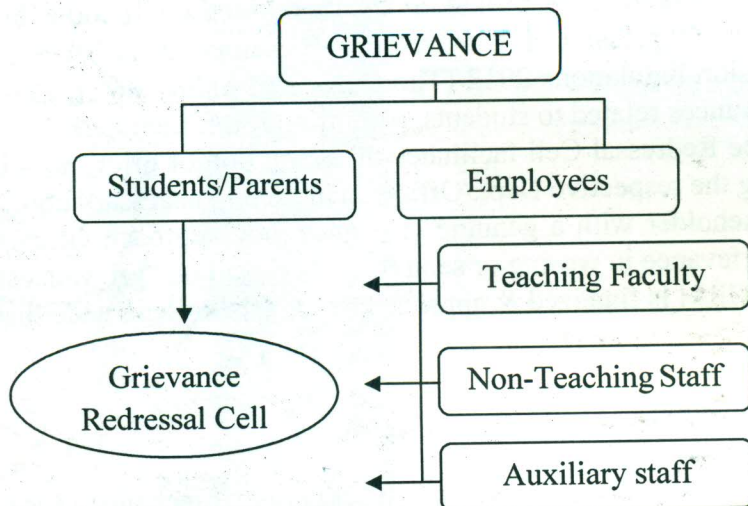 GRIEVANCE
Students/Parents
Employees
Teaching Faculty
Grievance
Redressal Cell
Non-Teaching Staff
Auxiliary staff